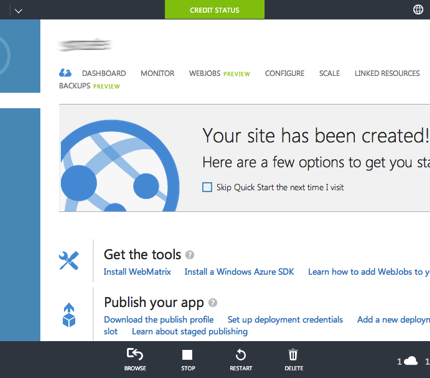 CREDIT STATUS
DASHBOARD MONITOR WEBJOBS PREVIEW CONFIGURE SCALE LINKED RESOURCES
BACKUPS PREVIEW
Your site has been created!
Here are a few options to get you sta
Skip Quick Start the next time I visit
Get the tools ?
Install WebMatrix Install a Windows Azure SDK Learn how to add WebJobs to y
Publish your app ?
Download the publish profile Set up deployment credentials Add a new deploym
slot Learn about staged publishing
BROWSE STOP RESTART DELETE
1 1